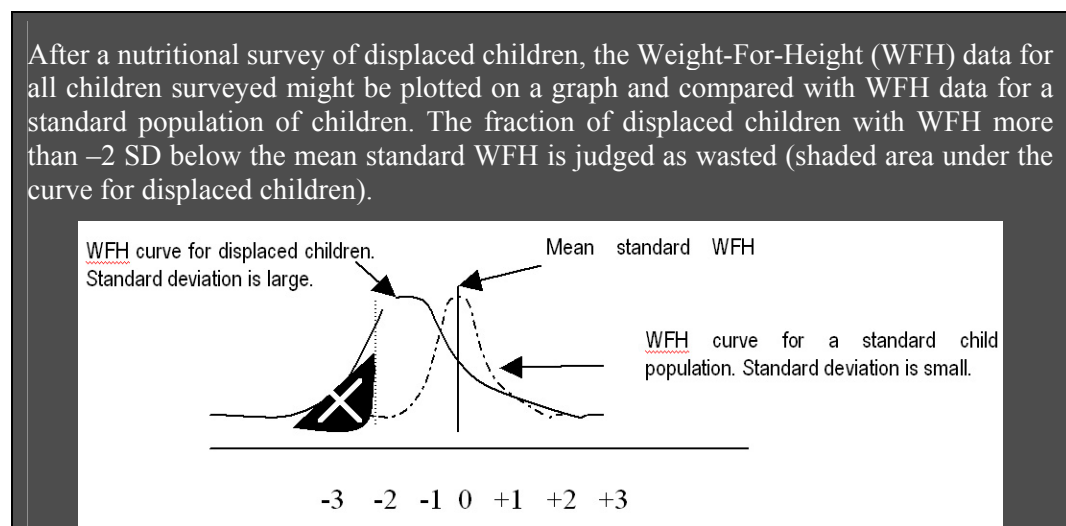 After a nutritional survey of displaced children, the Weight-For-Height (WFH) data for
all children surveyed might be plotted on a graph and compared with WFH data for a
standard population of children. The fraction of displaced children with WFH more
than –2 SD below the mean standard WFH is judged as wasted (shaded area under the
curve for displaced children).
WFH curve for displaced children.
Standard deviation is large.
Mean standard WFH
WFH curve for a standard child
population. Standard deviation is small.
-3 -2 -1 0 +1 +2 +3